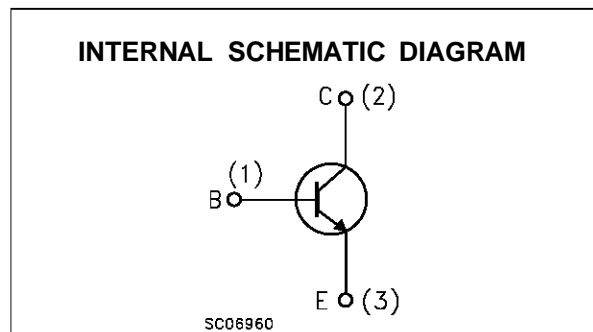 INTERNAL SCHEMATIC DIAGRAM
C (2)
(1)
B
E (3)
SC06960